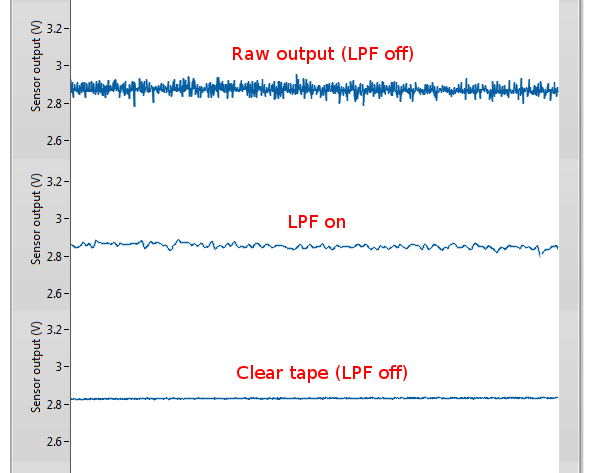 Sensor output (V)
3.2
3
2.8
2.6
Raw output (LPF off)
Sensor output (V)
3.2
3
2.8
2.6
LPF on
Sensor output (V)
3.2
3
2.8
2.6
Clear tape (LPF off)